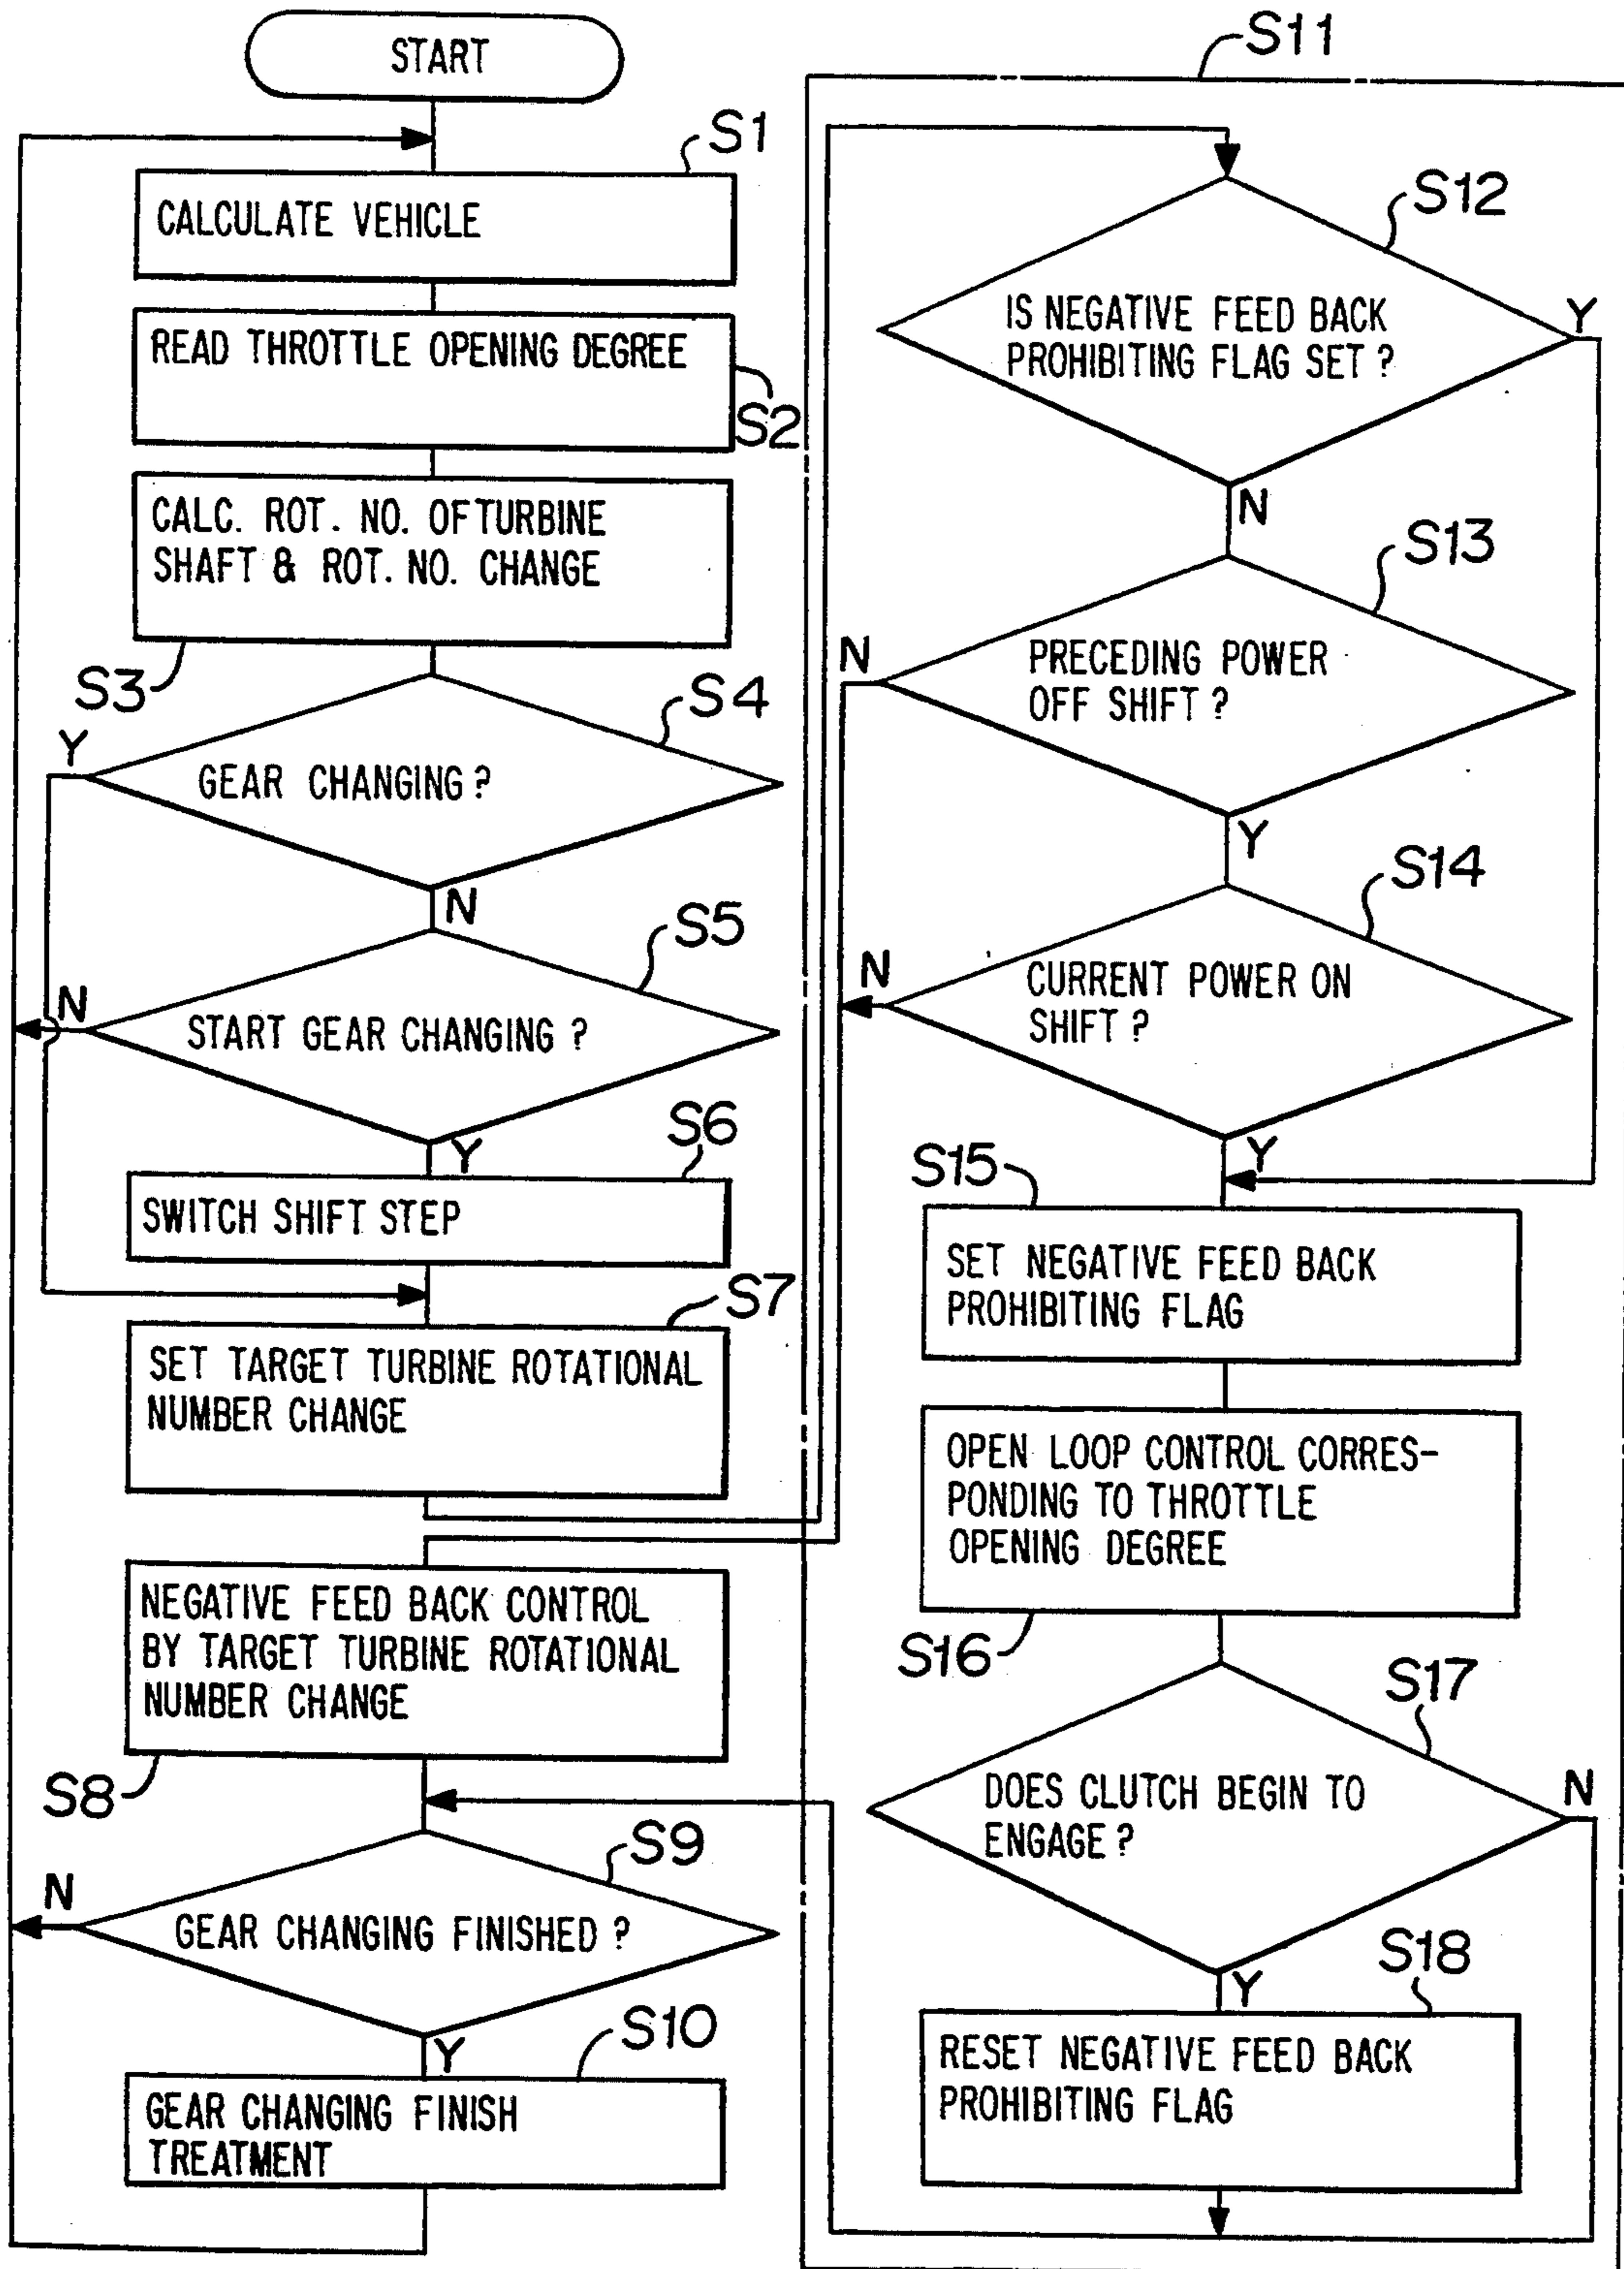 START
S1
CALCULATE VEHICLE
READ THROTTLE OPENING DEGREE
S2
CALC. ROT. NO. OF TURBINE
SHAFT & ROT. NO. CHANGE
S3
S4
Y
GEAR CHANGING ?
N
S5
N
START GEAR CHANGING ?
Y
S6
SWITCH SHIFT STEP
S7
SET TARGET TURBINE ROTATIONAL
NUMBER CHANGE
NEGATIVE FEED BACK CONTROL
BY TARGET TURBINE ROTATIONAL
NUMBER CHANGE
S8
S9
N
GEAR CHANGING FINISHED ?
Y
S10
GEAR CHANGING FINISH
TREATMENT
S11
S12
IS NEGATIVE FEED BACK
PROHIBITING FLAG SET ?
Y
N
S13
N
PRECEDING POWER
OFF SHIFT ?
Y
S14
N
CURRENT POWER ON
SHIFT ?
Y
S15
SET NEGATIVE FEED BACK
PROHIBITING FLAG
OPEN LOOP CONTROL CORRES-
PONDING TO THROTTLE
OPENING DEGREE
S16
S17
DOES CLUTCH BEGIN TO
ENGAGE ?
N
Y
S18
RESET NEGATIVE FEED BACK
PROHIBITING FLAG